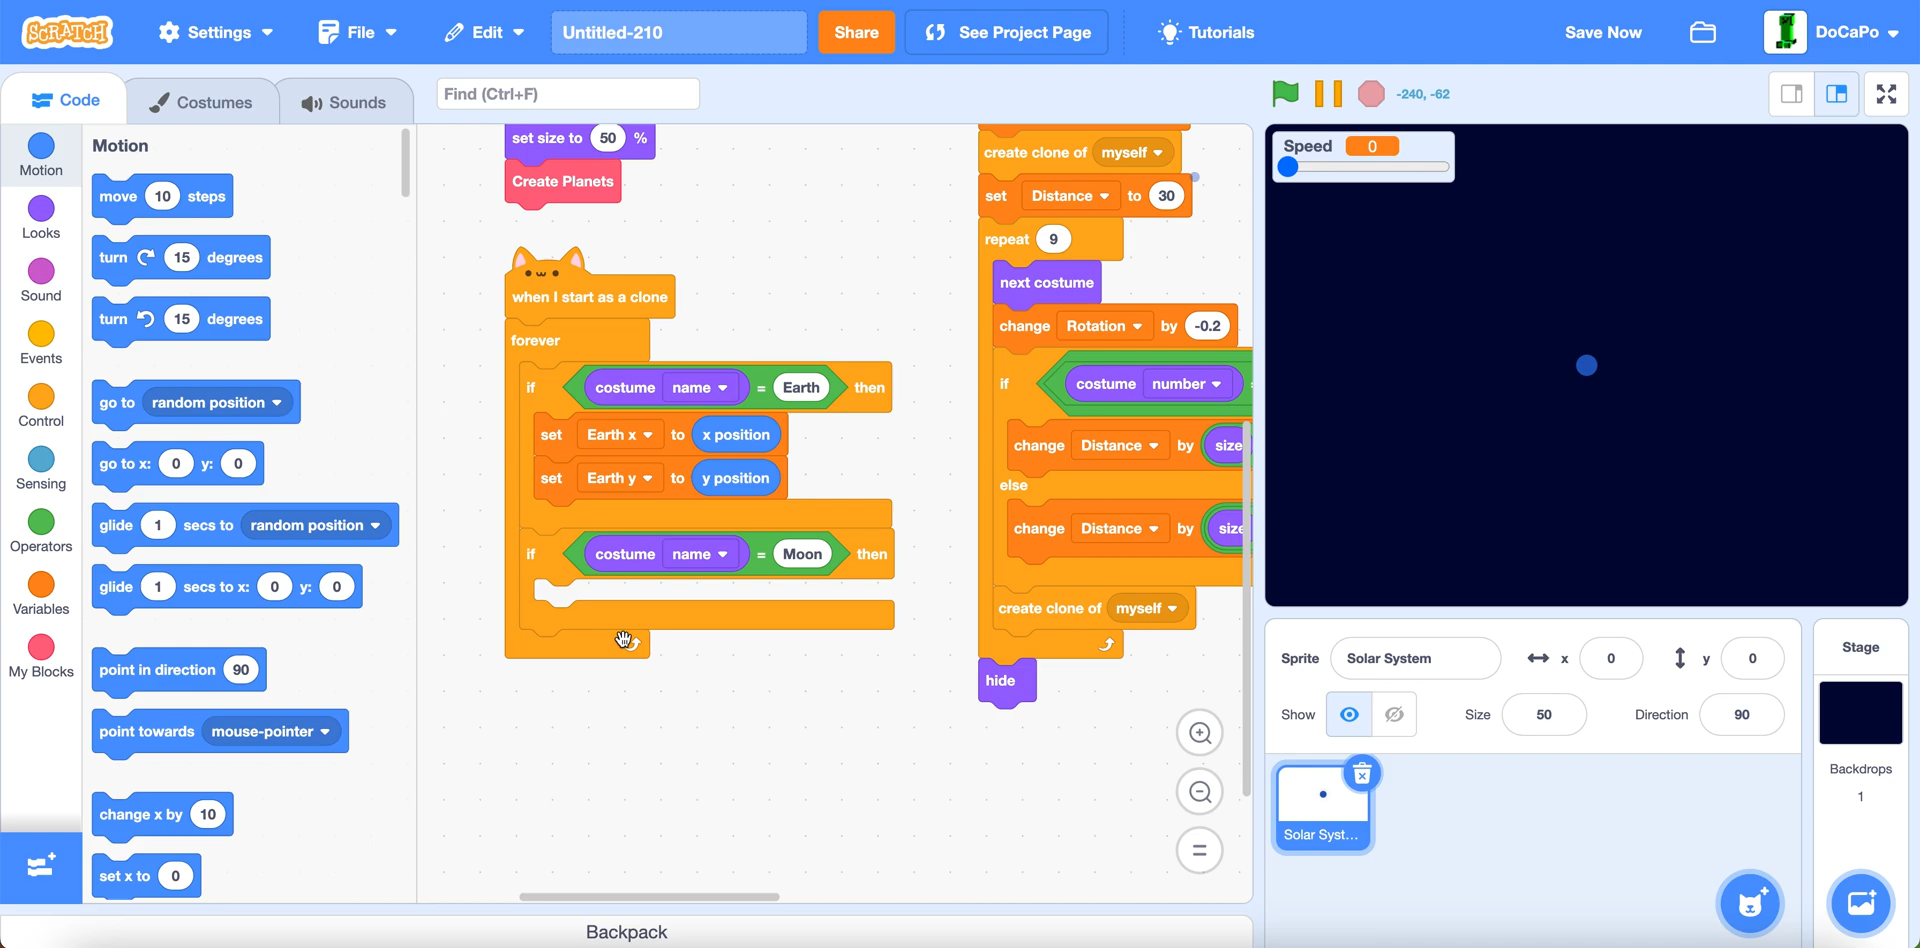 SCRATCH Settings File Edit Untitled-210 Share See Project Page Tutorials Save Now DoCaPo
Code Costumes Sounds Find (Ctrl+F) -240, -62
Motion
Looks
Sound
Events
Control
Sensing
Operators
Variables
My Blocks
Motion
move 10 steps
turn 15 degrees
turn 15 degrees
go to random position
go to x: 0 y: 0
glide 1 secs to random position
glide 1 secs to x: 0 y: 0
point in direction 90
point towards mouse-pointer
change x by 10
set x to 0
set size to 50 %
Create Planets
when I start as a clone
forever
if costume name = Earth then
set Earth x to x position
set Earth y to y position
if costume name = Moon then
create clone of myself
set Distance to 30
repeat 9
next costume
change Rotation by -0.2
if costume number =
change Distance by size
else
change Distance by size
create clone of myself
hide
Backpack
Speed 0
Sprite Solar System x 0 y 0
Show Size 50 Direction 90
Solar Syst...
Stage
Backdrops
1